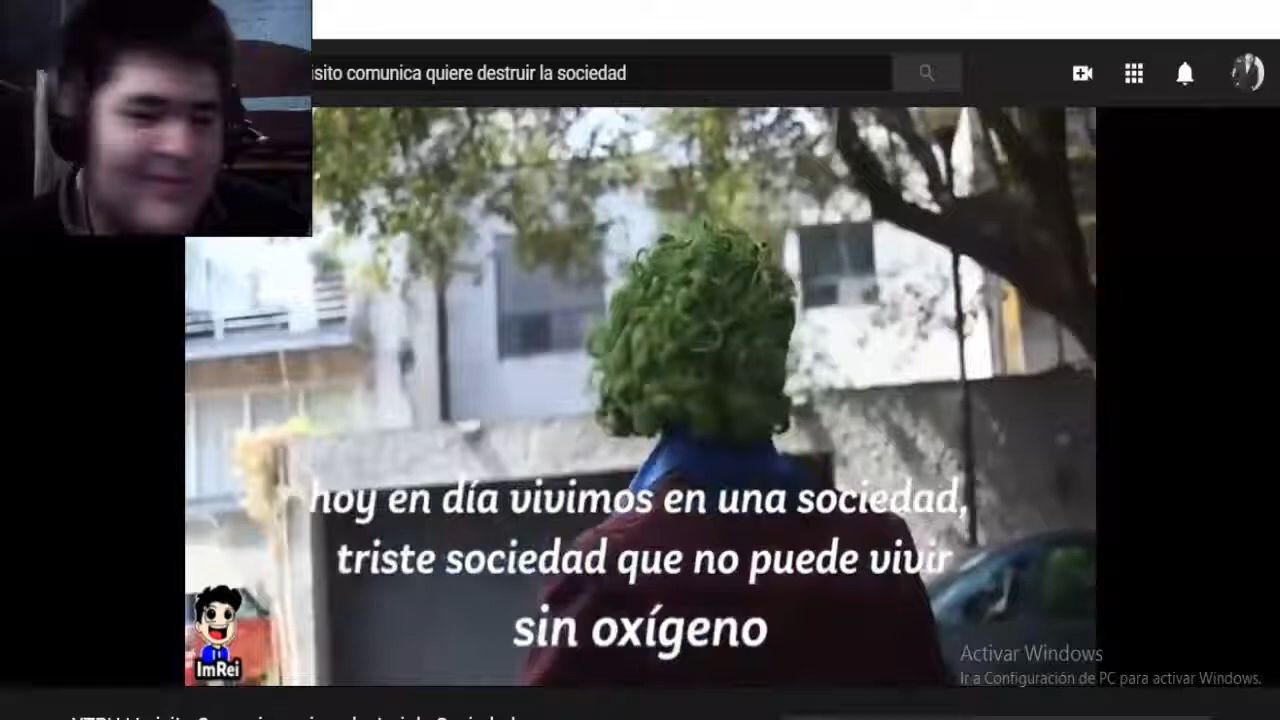 isito comunica quiere destruir la sociedad
hoy en día vivimos en una sociedad,
triste sociedad que no puede vivir
sin oxígeno
ImRei
Activar Windows
Ir a Configuración de PC para activar Windows.